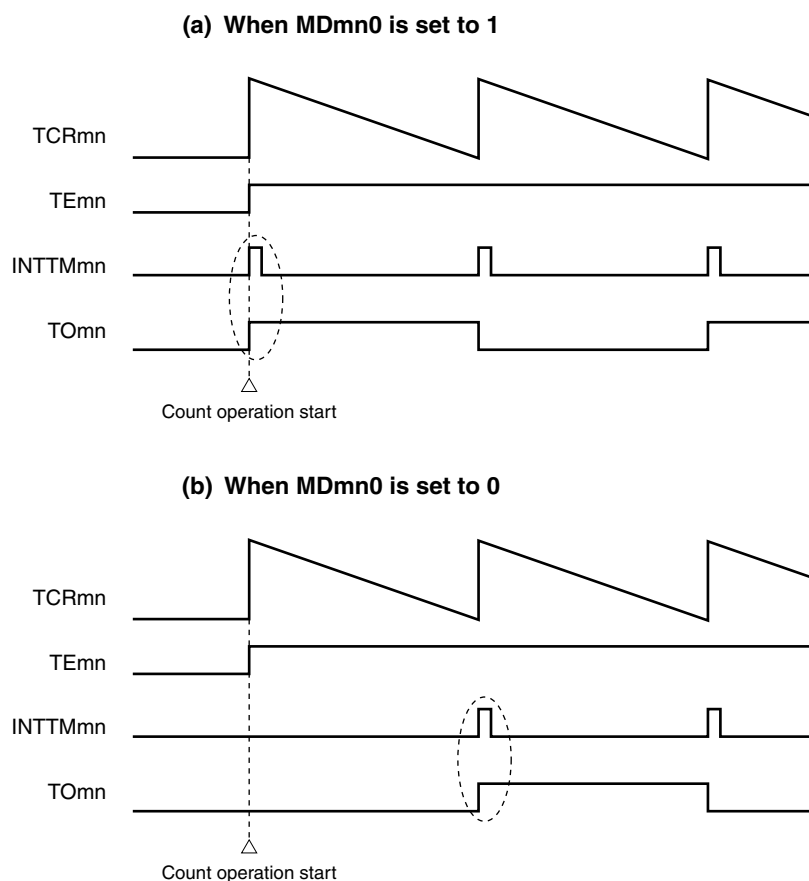 (a) When MDmn0 is set to 1
TCRmn
TEmn
INTTMmn
TOmn
Count operation start
(b) When MDmn0 is set to 0
TCRmn
TEmn
INTTMmn
TOmn
Count operation start